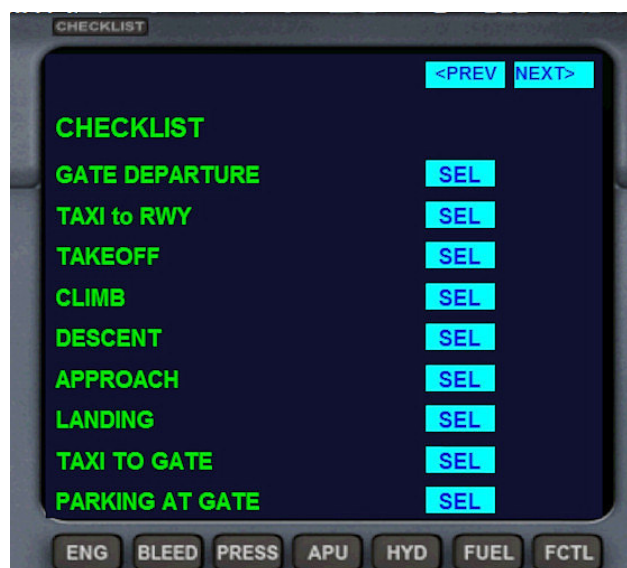 CHECKLIST
<PREV NEXT>
CHECKLIST
GATE DEPARTURE SEL
TAXI to RWY SEL
TAKEOFF SEL
CLIMB SEL
DESCENT SEL
APPROACH SEL
LANDING SEL
TAXI TO GATE SEL
PARKING AT GATE SEL
ENG BLEED PRESS APU HYD FUEL FCTL